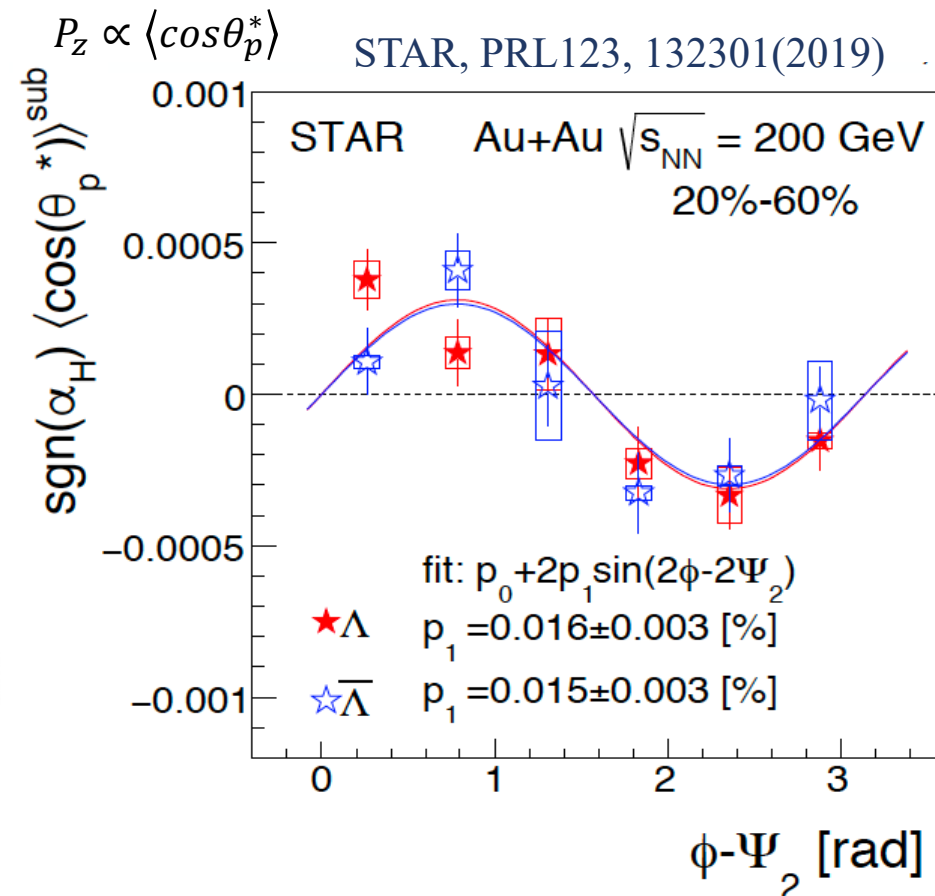 P_z ∝ ⟨cosθ_p^*⟩
STAR, PRL123, 132301(2019)
sgn(α_H) ⟨cos(θ_p*)⟩^sub
0.001
0.0005
0
−0.0005
−0.001
STAR Au+Au √s_NN = 200 GeV
20%-60%
fit: p_0+2p_1sin(2ϕ-2Ψ_2)
Λ p_1=0.016±0.003 [%]
Λ̅ p_1=0.015±0.003 [%]
0 1 2 3
ϕ-Ψ_2 [rad]